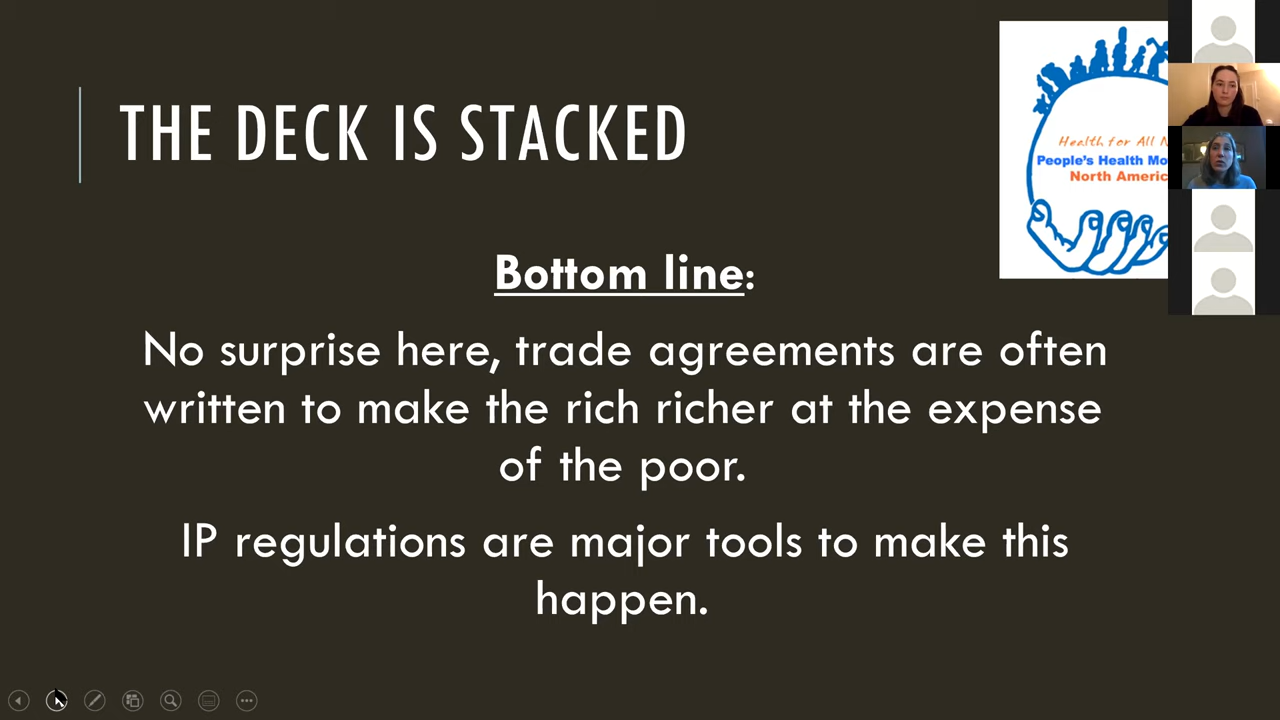 THE DECK IS STACKED
Health for All N
People's Health Mo
North Americ
Bottom line:
No surprise here, trade agreements are often
written to make the rich richer at the expense
of the poor.
IP regulations are major tools to make this
happen.